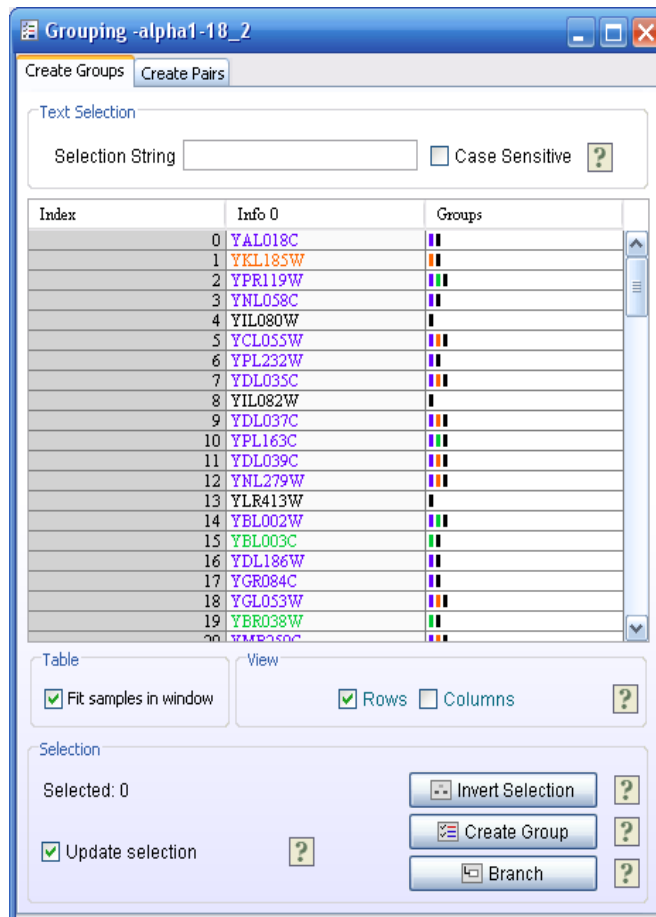 Grouping -alpha1-18_2
Create Groups Create Pairs
Text Selection
Selection String Case Sensitive ?
Index Info 0 Groups
0 YAL018C
1 YKL185W
2 YPR119W
3 YNL058C
4 YIL080W
5 YCL055W
6 YPL232W
7 YDL035C
8 YIL082W
9 YDL037C
10 YPL163C
11 YDL039C
12 YNL279W
13 YLR413W
14 YBL002W
15 YBL003C
16 YDL186W
17 YGR084C
18 YGL053W
19 YBR038W
20
Table View
Fit samples in window Rows Columns ?
Selection
Selected: 0 Invert Selection ?
Create Group ?
Update selection ? Branch ?